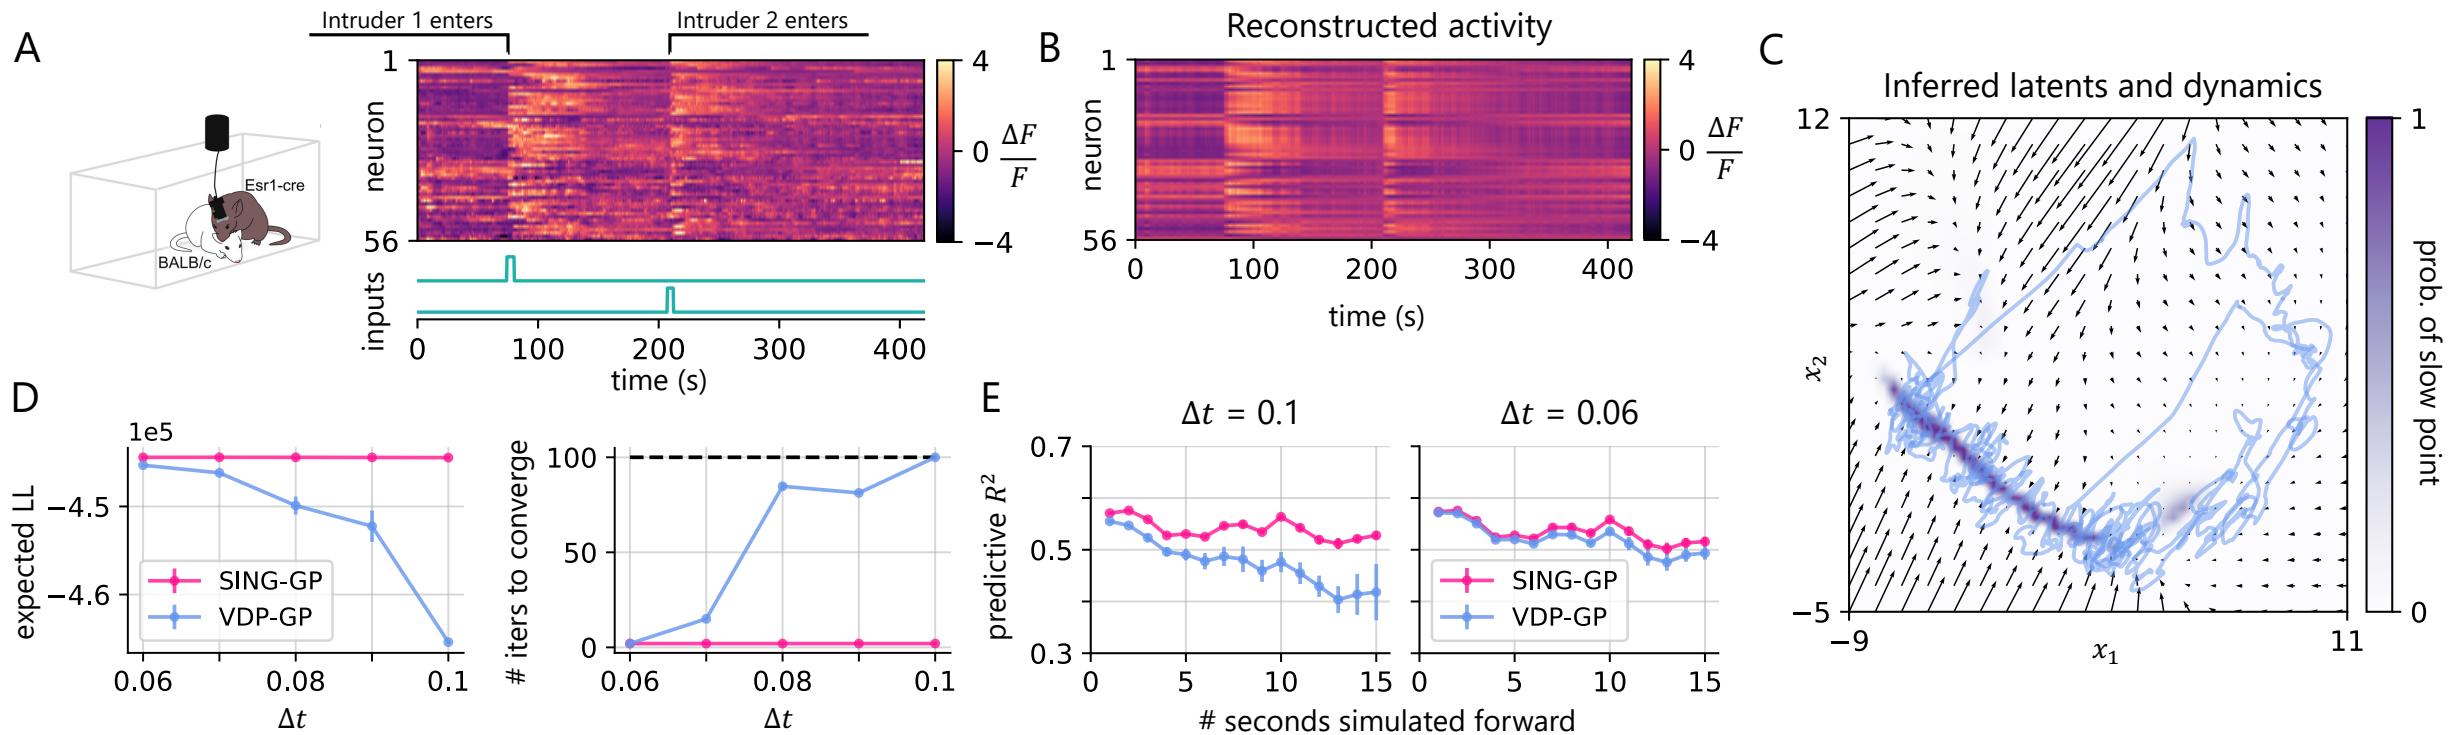 A
Intruder 1 enters
Intruder 2 enters
1
neuron
56
4
0
−4
ΔF
F
Esr1-cre
BALB/c
inputs
0
100
200
300
400
time (s)
B
Reconstructed activity
1
neuron
56
4
0
−4
ΔF
F
0
100
200
300
400
time (s)
C
Inferred latents and dynamics
12
x2
−5
−9
x1
11
1
prob. of slow point
0
D
1e5
expected LL
−4.5
−4.6
SING-GP
VDP-GP
0.06
0.08
0.1
Δt
# iters to converge
100
50
0
0.06
0.08
0.1
Δt
E
Δt = 0.1
Δt = 0.06
predictive R²
0.7
0.5
0.3
0
5
10
15
SING-GP
VDP-GP
0
5
10
15
# seconds simulated forward